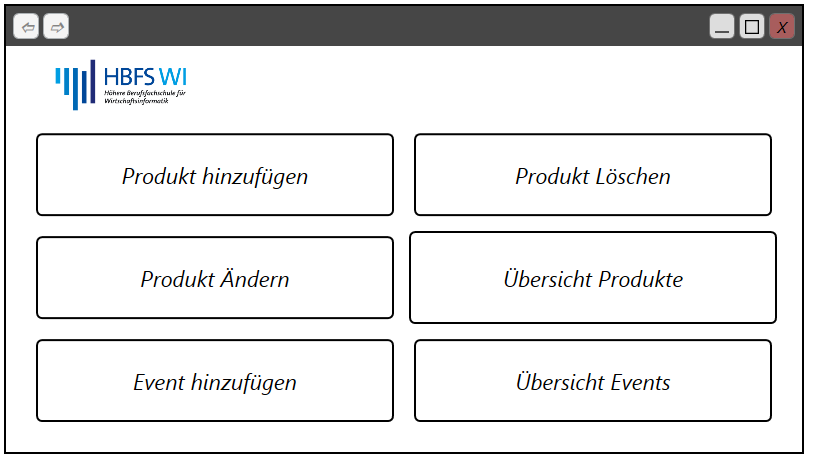 X
HBFS WI
Höhere Berufsfachschule für
Wirtschaftsinformatik
Produkt hinzufügen
Produkt Löschen
Produkt Ändern
Übersicht Produkte
Event hinzufügen
Übersicht Events